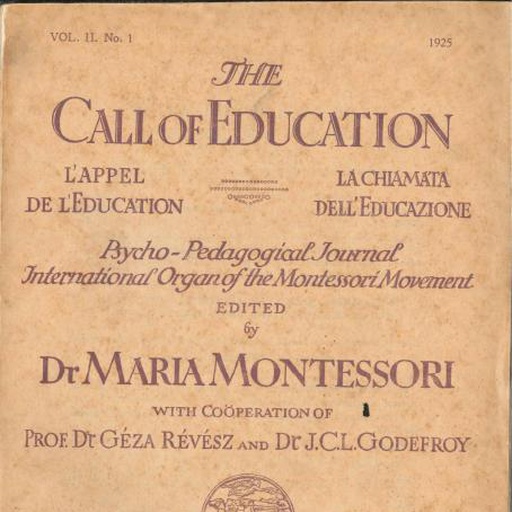 VOL. II. No. 1
1925
THE
CALL OF EDUCATION
L'APPEL
DE L'EDUCATION
LA CHIAMATA
DELL'EDUCAZIONE
Psycho-Pedagogical Journal
International Organ of the Montessori Movement
EDITED
by
Dr MARIA MONTESSORI
WITH COÖPERATION OF
PROF. Dr GÉZA RÉVÉSZ AND Dr J.C.L. GODEFROY